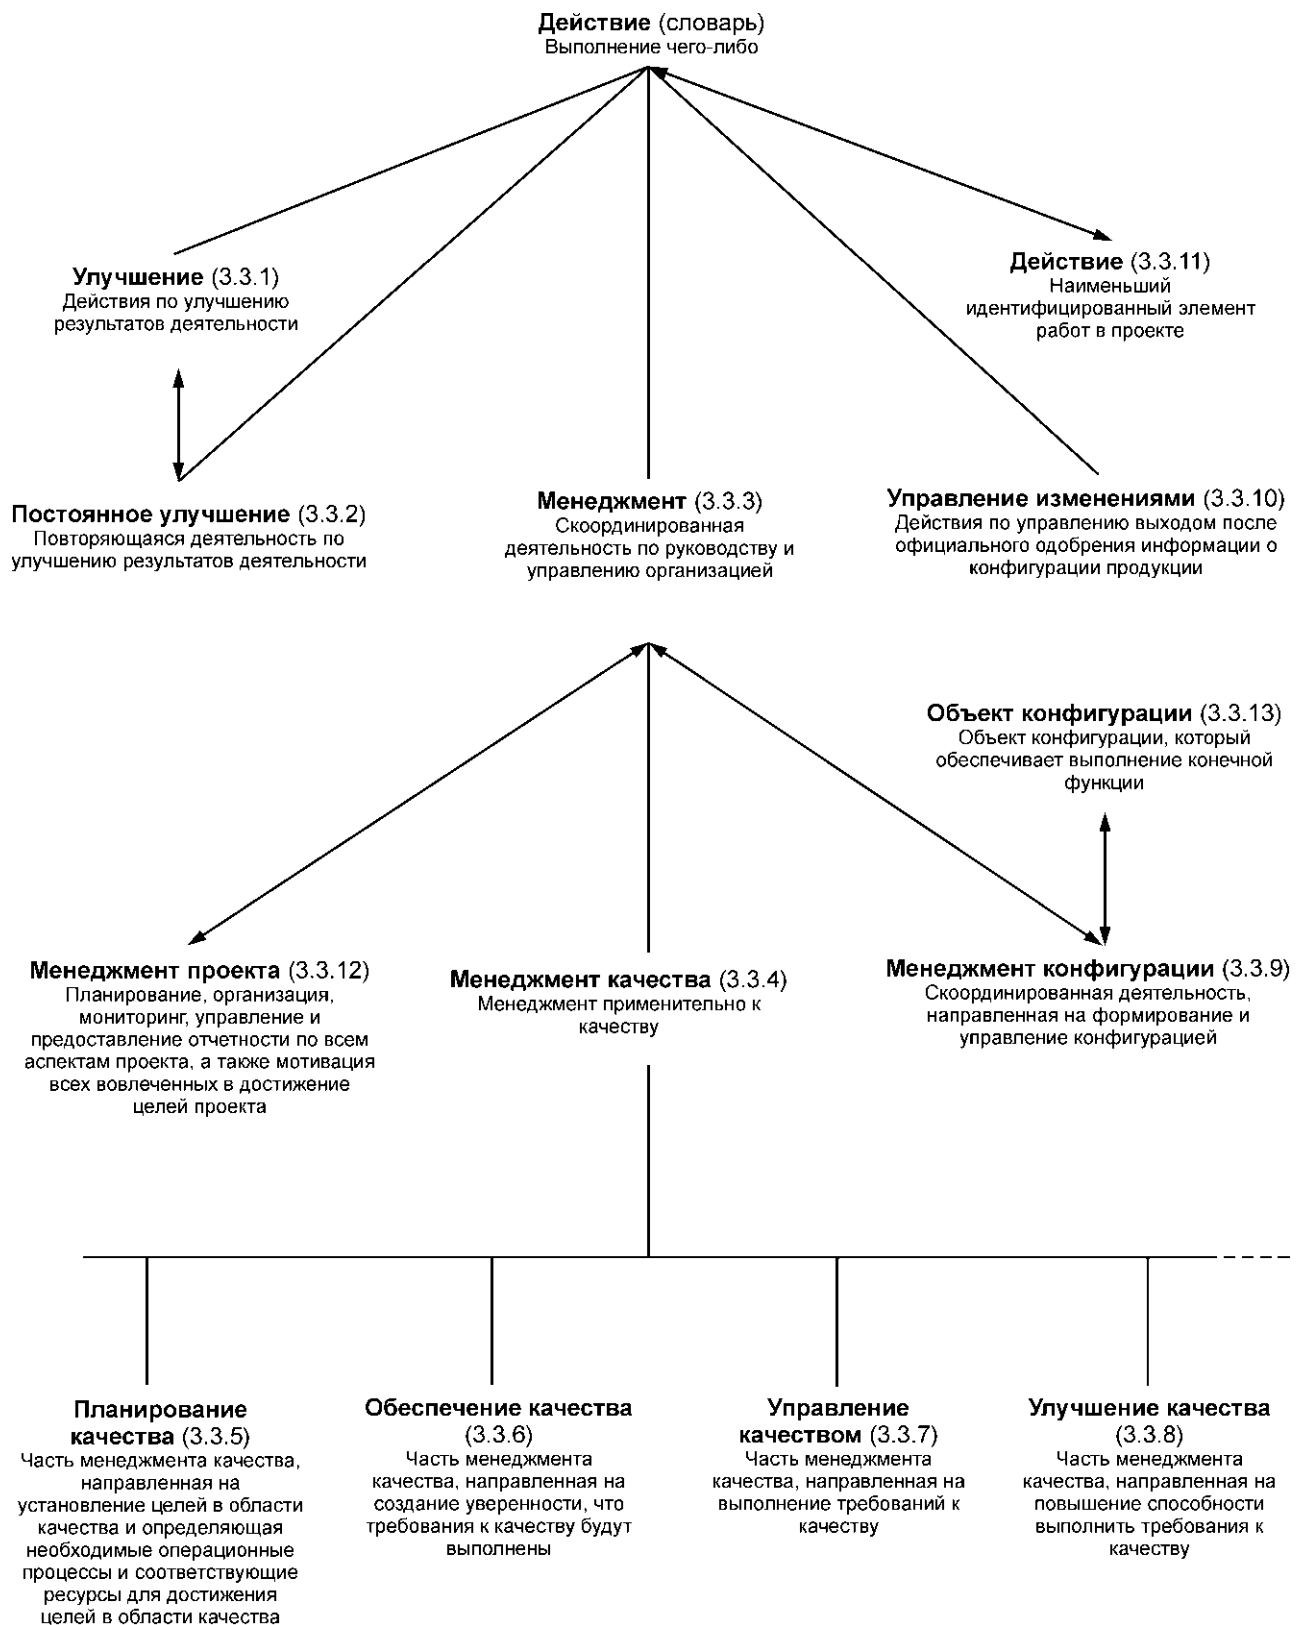 Действие (словарь)
Выполнение чего-либо
Улучшение (3.3.1)
Действия по улучшению
результатов деятельности
Действие (3.3.11)
Наименьший
идентифицированный элемент
работ в проекте
Постоянное улучшение (3.3.2)
Повторяющаяся деятельность по
улучшению результатов деятельности
Менеджмент (3.3.3)
Скоординированная
деятельность по руководству и
управлению организацией
Управление изменениями (3.3.10)
Действия по управлению выходом после
официального одобрения информации о
конфигурации продукции
Объект конфигурации (3.3.13)
Объект конфигурации, который
обеспечивает выполнение конечной
функции
Менеджмент проекта (3.3.12)
Планирование, организация,
мониторинг, управление и
предоставление отчетности по всем
аспектам проекта, а также мотивация
всех вовлеченных в достижение
целей проекта
Менеджмент качества (3.3.4)
Менеджмент применительно к
качеству
Менеджмент конфигурации (3.3.9)
Скоординированная деятельность,
направленная на формирование и
управление конфигурацией
Планирование
качества (3.3.5)
Часть менеджмента качества,
направленная на
установление целей в области
качества и определяющая
необходимые операционные
процессы и соответствующие
ресурсы для достижения
целей в области качества
Обеспечение качества
(3.3.6)
Часть менеджмента
качества, направленная на
создание уверенности, что
требования к качеству будут
выполнены
Управление
качеством (3.3.7)
Часть менеджмента
качества, направленная на
выполнение требований к
качеству
Улучшение качества
(3.3.8)
Часть менеджмента
качества, направленная на
повышение способности
выполнить требования к
качеству